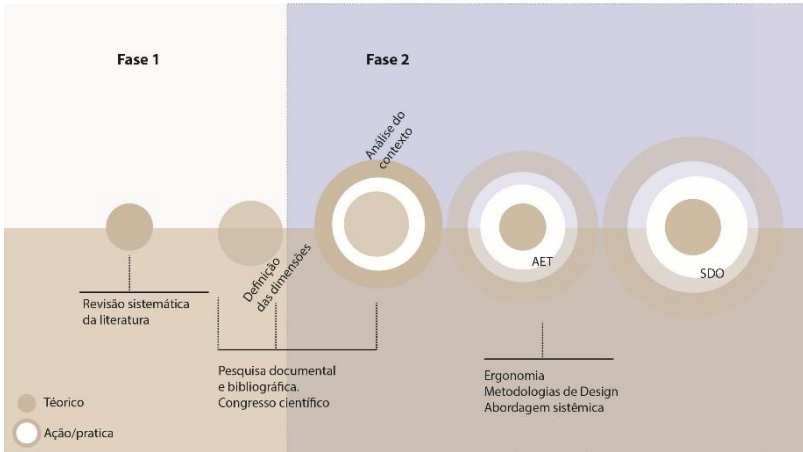 Fase 1
Fase 2
Análise do
contexto
Definição
das dimensões
AET
SDO
Revisão sistemática
da literatura
Pesquisa documental
e bibliográfica.
Congresso científico
Ergonomia
Metodologias de Design
Abordagem sistêmica
Téorico
Ação/pratica